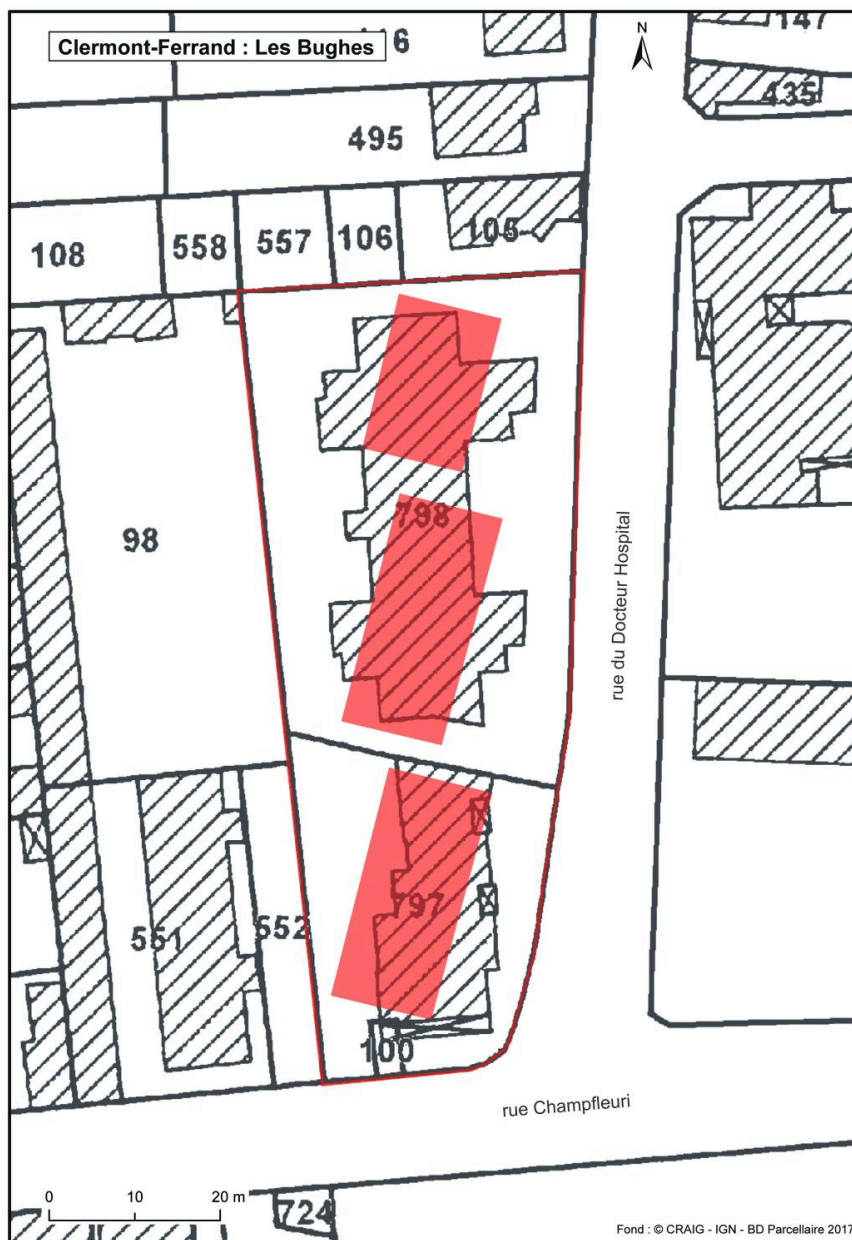 Clermont-Ferrand : Les Bughes
N
147
435
495
108
558
557
106
105
98
798
rue du Docteur Hospital
797
551
552
100
rue Champfleuri
0 10 20 m
724
Fond : © CRAIG - IGN - BD Parcellaire 2017